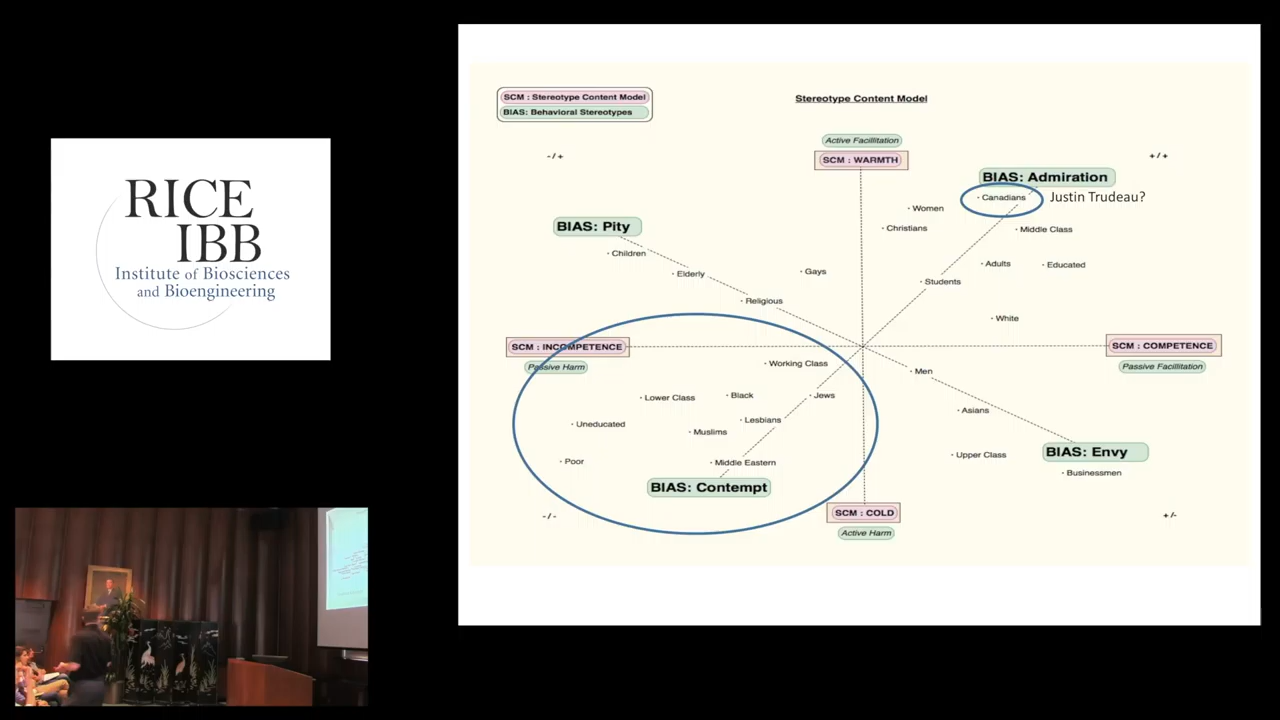 RICE
IBB
Institute of Biosciences
and Bioengineering
SCM : Stereotype Content Model
BIAS: Behavioral Stereotypes
Stereotype Content Model
Active Facillitation
SCM : WARMTH
-/+
+/+
BIAS: Admiration
Canadians
Justin Trudeau?
Women
Christians
Middle Class
BIAS: Pity
Children
Elderly
Gays
Adults
Educated
Students
Religious
White
SCM : INCOMPETENCE
SCM : COMPETENCE
Passive Harm
Passive Facillitation
Working Class
Men
Lower Class
Black
Jews
Asians
Uneducated
Muslims
Lesbians
Poor
Middle Eastern
Upper Class
BIAS: Envy
Businessmen
BIAS: Contempt
SCM : COLD
Active Harm
-/-
+/-